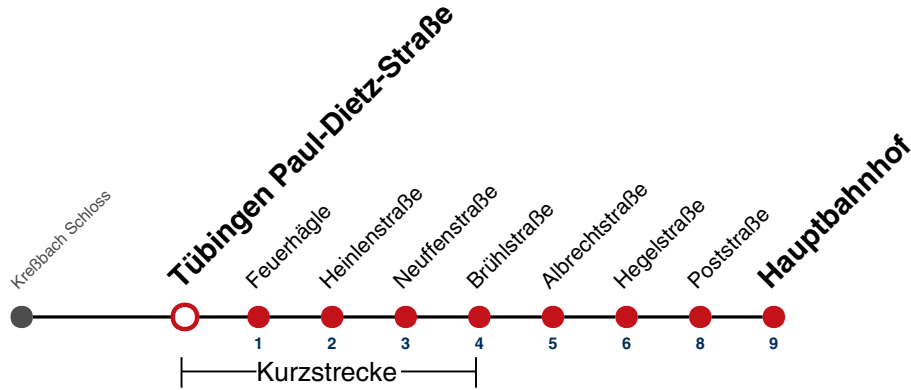 Kreßbach Schloss
Tübingen Paul-Dietz-Straße
Feuerhägle
Heinlenstraße
Neuffenstraße
Brühlstraße
Albrechtstraße
Hegelstraße
Poststraße
Hauptbahnhof
1 2 3 4 5 6 8 9
Kurzstrecke